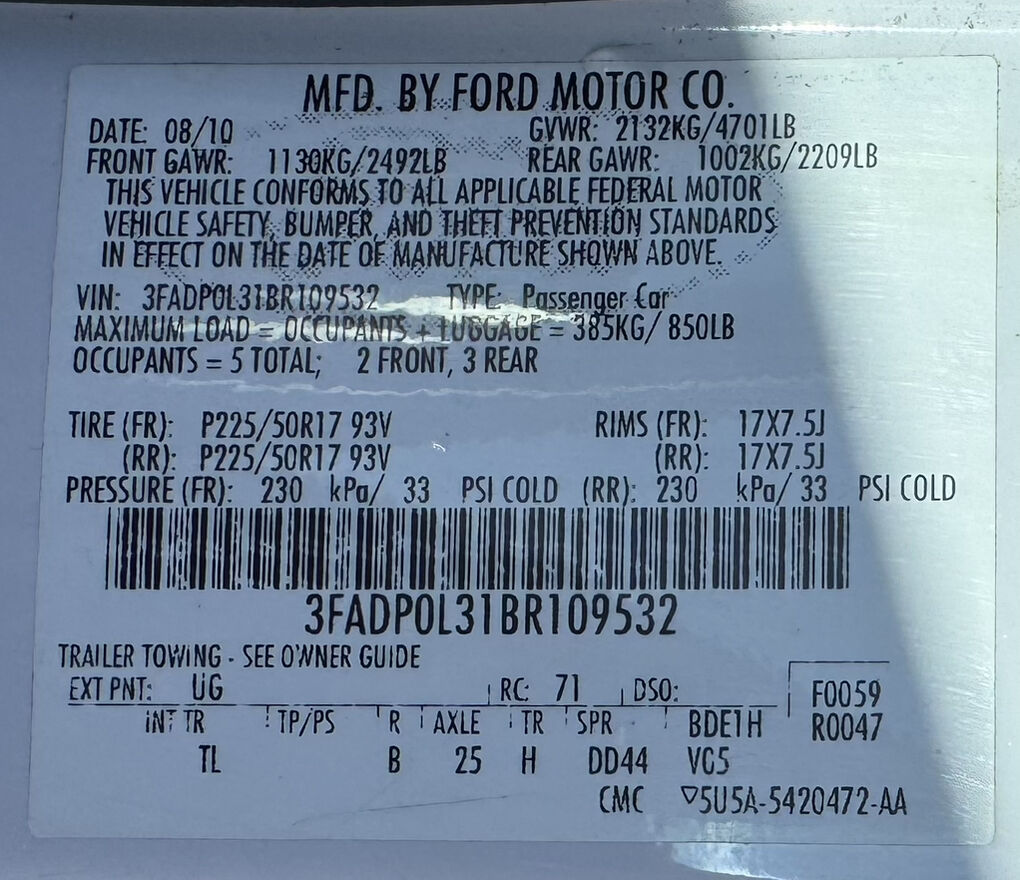 MFD. BY FORD MOTOR CO.
DATE: 08/10 GVWR: 2132KG/4701LB
FRONT GAWR: 1130KG/2492LB REAR GAWR: 1002KG/2209LB
THIS VEHICLE CONFORMS TO ALL APPLICABLE FEDERAL MOTOR
VEHICLE SAFETY, BUMPER, AND THEFT PREVENTION STANDARDS
IN EFFECT ON THE DATE OF MANUFACTURE SHOWN ABOVE.
VIN: 3FADP0L31BR109532 TYPE: Passenger Car
MAXIMUM LOAD = OCCUPANTS + LUGGAGE = 385KG/ 850LB
OCCUPANTS = 5 TOTAL; 2 FRONT, 3 REAR
TIRE (FR): P225/50R17 93V RIMS (FR): 17X7.5J
(RR): P225/50R17 93V (RR): 17X7.5J
PRESSURE (FR): 230 kPa/ 33 PSI COLD (RR): 230 kPa/ 33 PSI COLD
3FADP0L31BR109532
TRAILER TOWING - SEE OWNER GUIDE
EXT PNT: UG RC: 71 DSO: F0059
INT TR TP/PS R AXLE TR SPR BDE1H R0047
TL B 25 H DD44 VG5
CMC ▽5U5A-5420472-AA